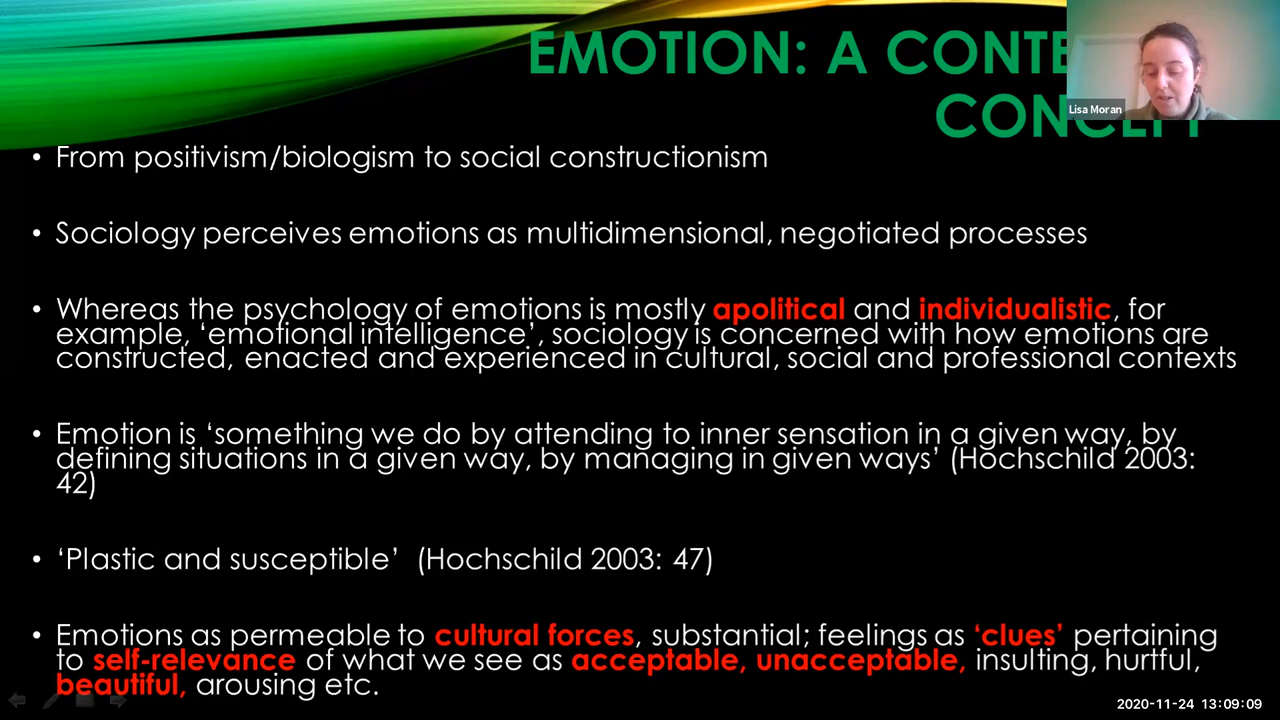 EMOTION: A
Lisa Moran
• From positivism/biologism to social constructionism
• Sociology perceives emotions as multidimensional, negotiated processes
• Whereas the psychology of emotions is mostly apolitical and individualistic, for
example, ‘emotional intelligence’, sociology is concerned with how emotions are
constructed, enacted and experienced in cultural, social and professional contexts
• Emotion is ‘something we do by attending to inner sensation in a given way, by
defining situations in a given way, by managing in given ways’ (Hochschild 2003:
42)
• ‘Plastic and susceptible’ (Hochschild 2003: 47)
• Emotions as permeable to cultural forces, substantial; feelings as ‘clues’ pertaining
to self-relevance of what we see as acceptable, unacceptable, insulting, hurtful,
beautiful, arousing etc.
2020-11-24 13:09:09